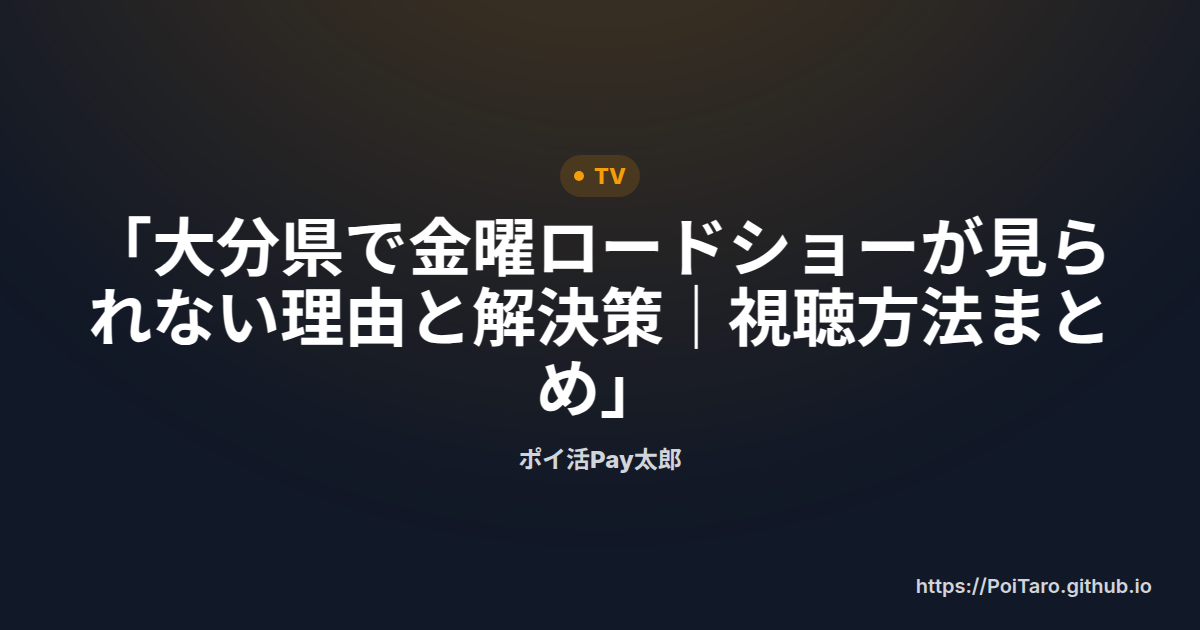 TV
「大分県で金曜ロードショーが見ら
れない理由と解決策｜視聴方法まと
め」
ポイ活Pay太郎
https://PoiTaro.github.io